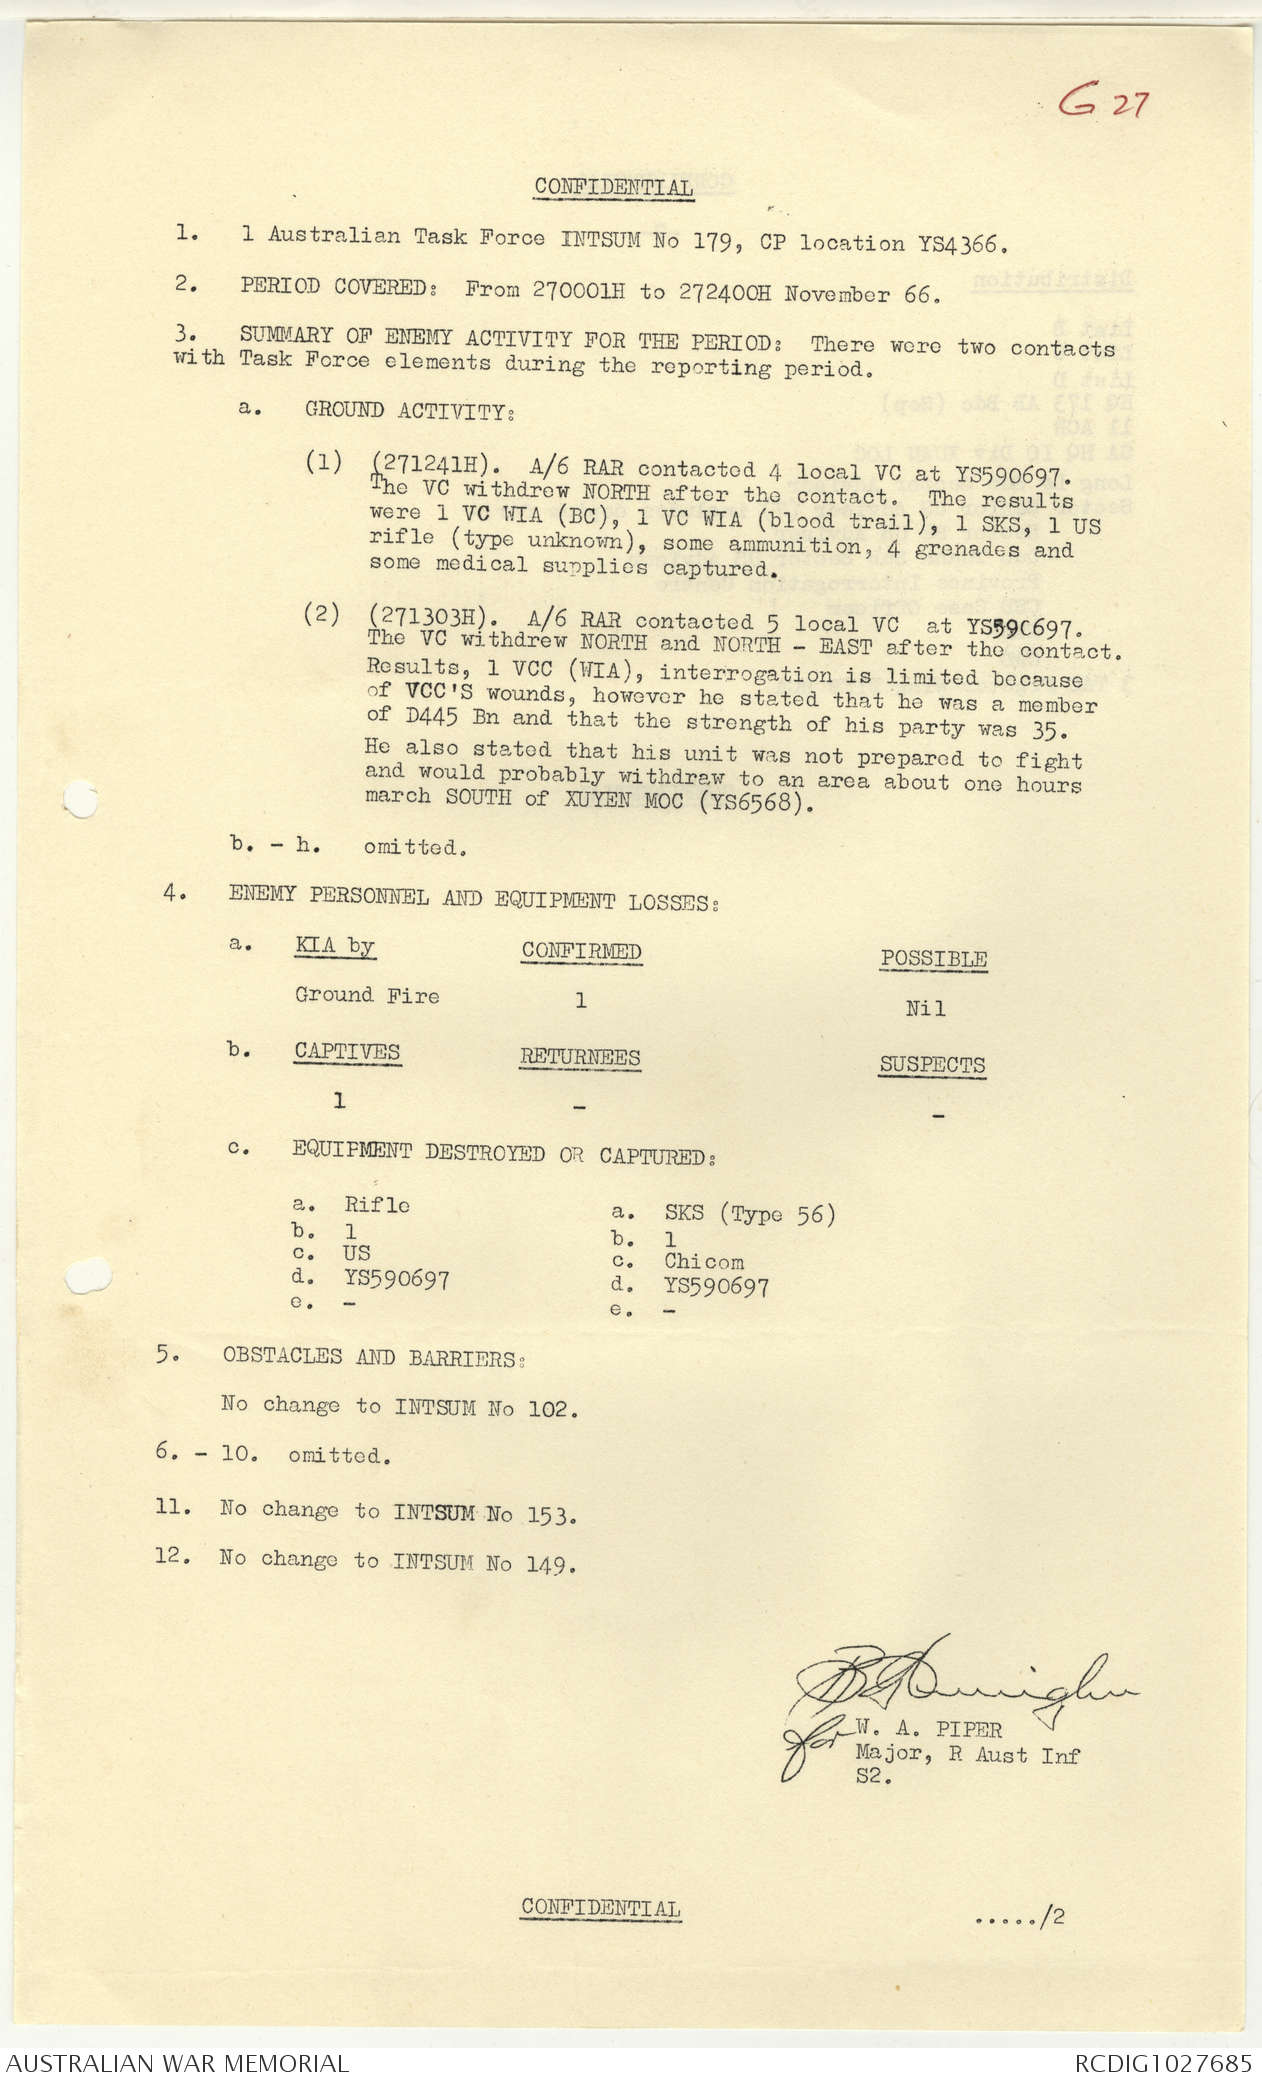 G 27
CONFIDENTIAL
1. 1 Australian Task Force INTSUM No 179, CP location YS4366.
2. PERIOD COVERED: From 270001H to 272400H November 66.
3. SUMMARY OF ENEMY ACTIVITY FOR THE PERIOD: There were two contacts
with Task Force elements during the reporting period.
a. GROUND ACTIVITY:
(1) (271241H). A/6 RAR contacted 4 local VC at YS590697.
The VC withdrew NORTH after the contact. The results
were 1 VC WIA (BC), 1 VC WIA (blood trail), 1 SKS, 1 US
rifle (type unknown), some ammunition, 4 grenades and
some medical supplies captured.
(2) (271303H). A/6 RAR contacted 5 local VC at YS59C697.
The VC withdrew NORTH and NORTH - EAST after the contact.
Results, 1 VCC (WIA), interrogation is limited because
of VCC'S wounds, however he stated that he was a member
of D445 Bn and that the strength of his party was 35.
He also stated that his unit was not prepared to fight
and would probably withdraw to an area about one hours
march SOUTH of XUYEN MOC (YS6568).
b. - h. omitted.
4. ENEMY PERSONNEL AND EQUIPMENT LOSSES:
a. KIA by CONFIRMED POSSIBLE
Ground Fire 1 Nil
b. CAPTIVES RETURNEES SUSPECTS
1 - -
c. EQUIPMENT DESTROYED OR CAPTURED:
a. Rifle a. SKS (Type 56)
b. 1 b. 1
c. US c. Chicom
d. YS590697 d. YS590697
e. - e. -
5. OBSTACLES AND BARRIERS:
No change to INTSUM No 102.
6. - 10. omitted.
11. No change to INTSUM No 153.
12. No change to INTSUM No 149.
for W. A. PIPER
Major, R Aust Inf
S2.
CONFIDENTIAL
...../2
AUSTRALIAN WAR MEMORIAL RCDIG1027685